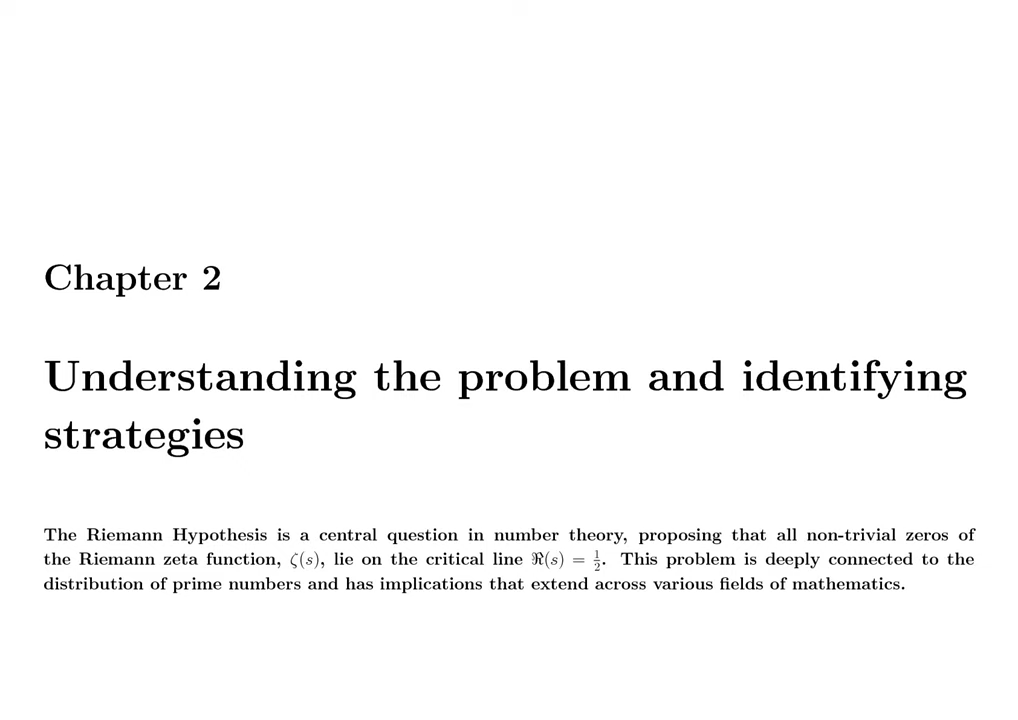 Chapter 2
Understanding the problem and identifying
strategies
The Riemann Hypothesis is a central question in number theory, proposing that all non-trivial zeros of
the Riemann zeta function, ζ(s), lie on the critical line ℜ(s) = 1/2. This problem is deeply connected to the
distribution of prime numbers and has implications that extend across various fields of mathematics.